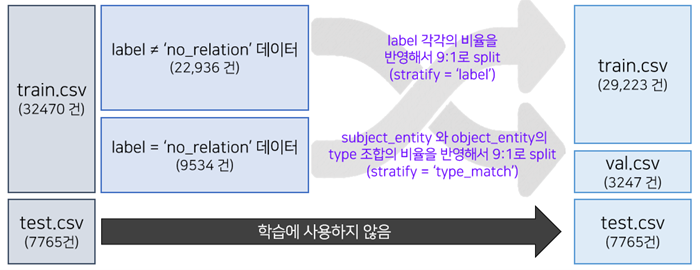 train.csv
(32470 건)
label ≠ 'no_relation' 데이터
(22,936 건)
label = 'no_relation' 데이터
(9534 건)
label 각각의 비율을
반영해서 9:1로 split
(stratify = 'label')
subject_entity 와 object_entity의
type 조합의 비율을 반영해서 9:1로 split
(stratify = 'type_match')
train.csv
(29,223 건)
val.csv
(3247 건)
test.csv
(7765건)
학습에 사용하지 않음
test.csv
(7765건)